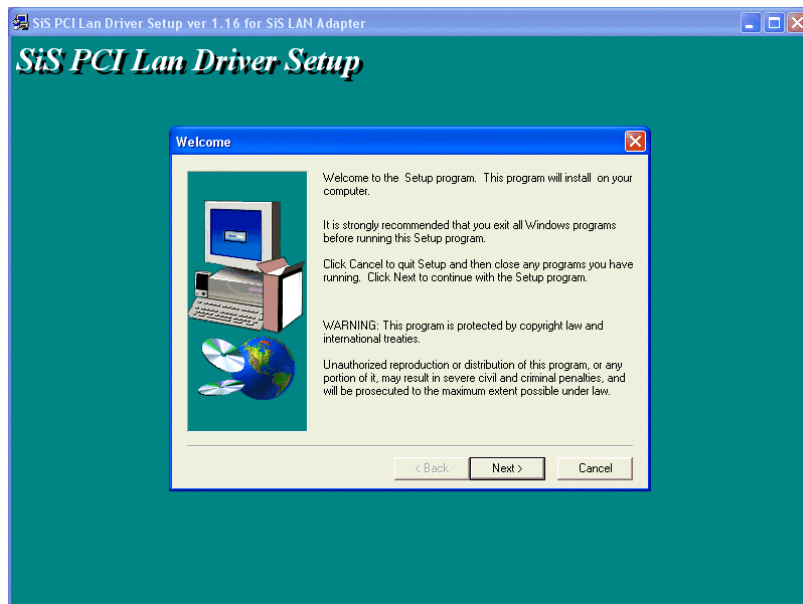 SiS PCI Lan Driver Setup ver 1.16 for SiS LAN Adapter
SiS PCI Lan Driver Setup
Welcome
Welcome to the Setup program. This program will install on your
computer.
It is strongly recommended that you exit all Windows programs
before running this Setup program.
Click Cancel to quit Setup and then close any programs you have
running. Click Next to continue with the Setup program.
WARNING: This program is protected by copyright law and
international treaties.
Unauthorized reproduction or distribution of this program, or any
portion of it, may result in severe civil and criminal penalties, and
will be prosecuted to the maximum extent possible under law.
< Back
Next >
Cancel